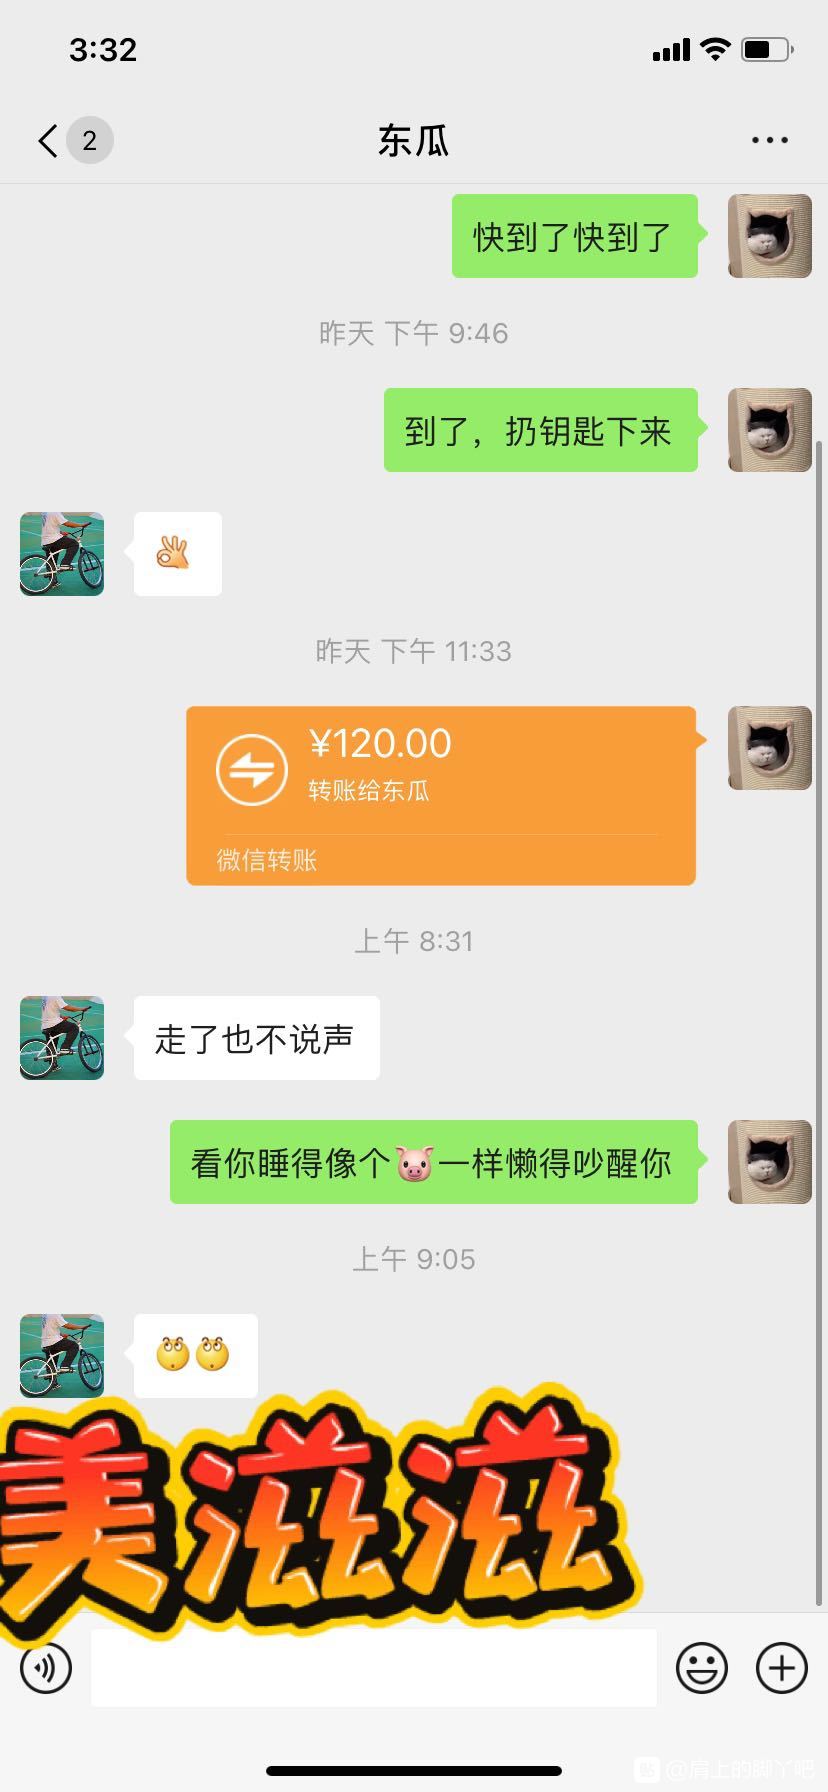 3:32
2
东瓜
快到了快到了
昨天 下午 9:46
到了，扔钥匙下来
昨天 下午 11:33
¥120.00
转账给东瓜
微信转账
上午 8:31
走了也不说声
看你睡得像个🐷一样懒得吵醒你
上午 9:05
美滋滋
贴 @肩上的脚丫吧